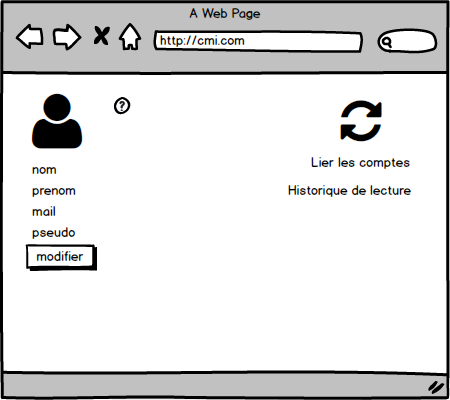 A Web Page
http://cmi.com
?
Lier les comptes
nom
prenom
Historique de lecture
mail
pseudo
modifier